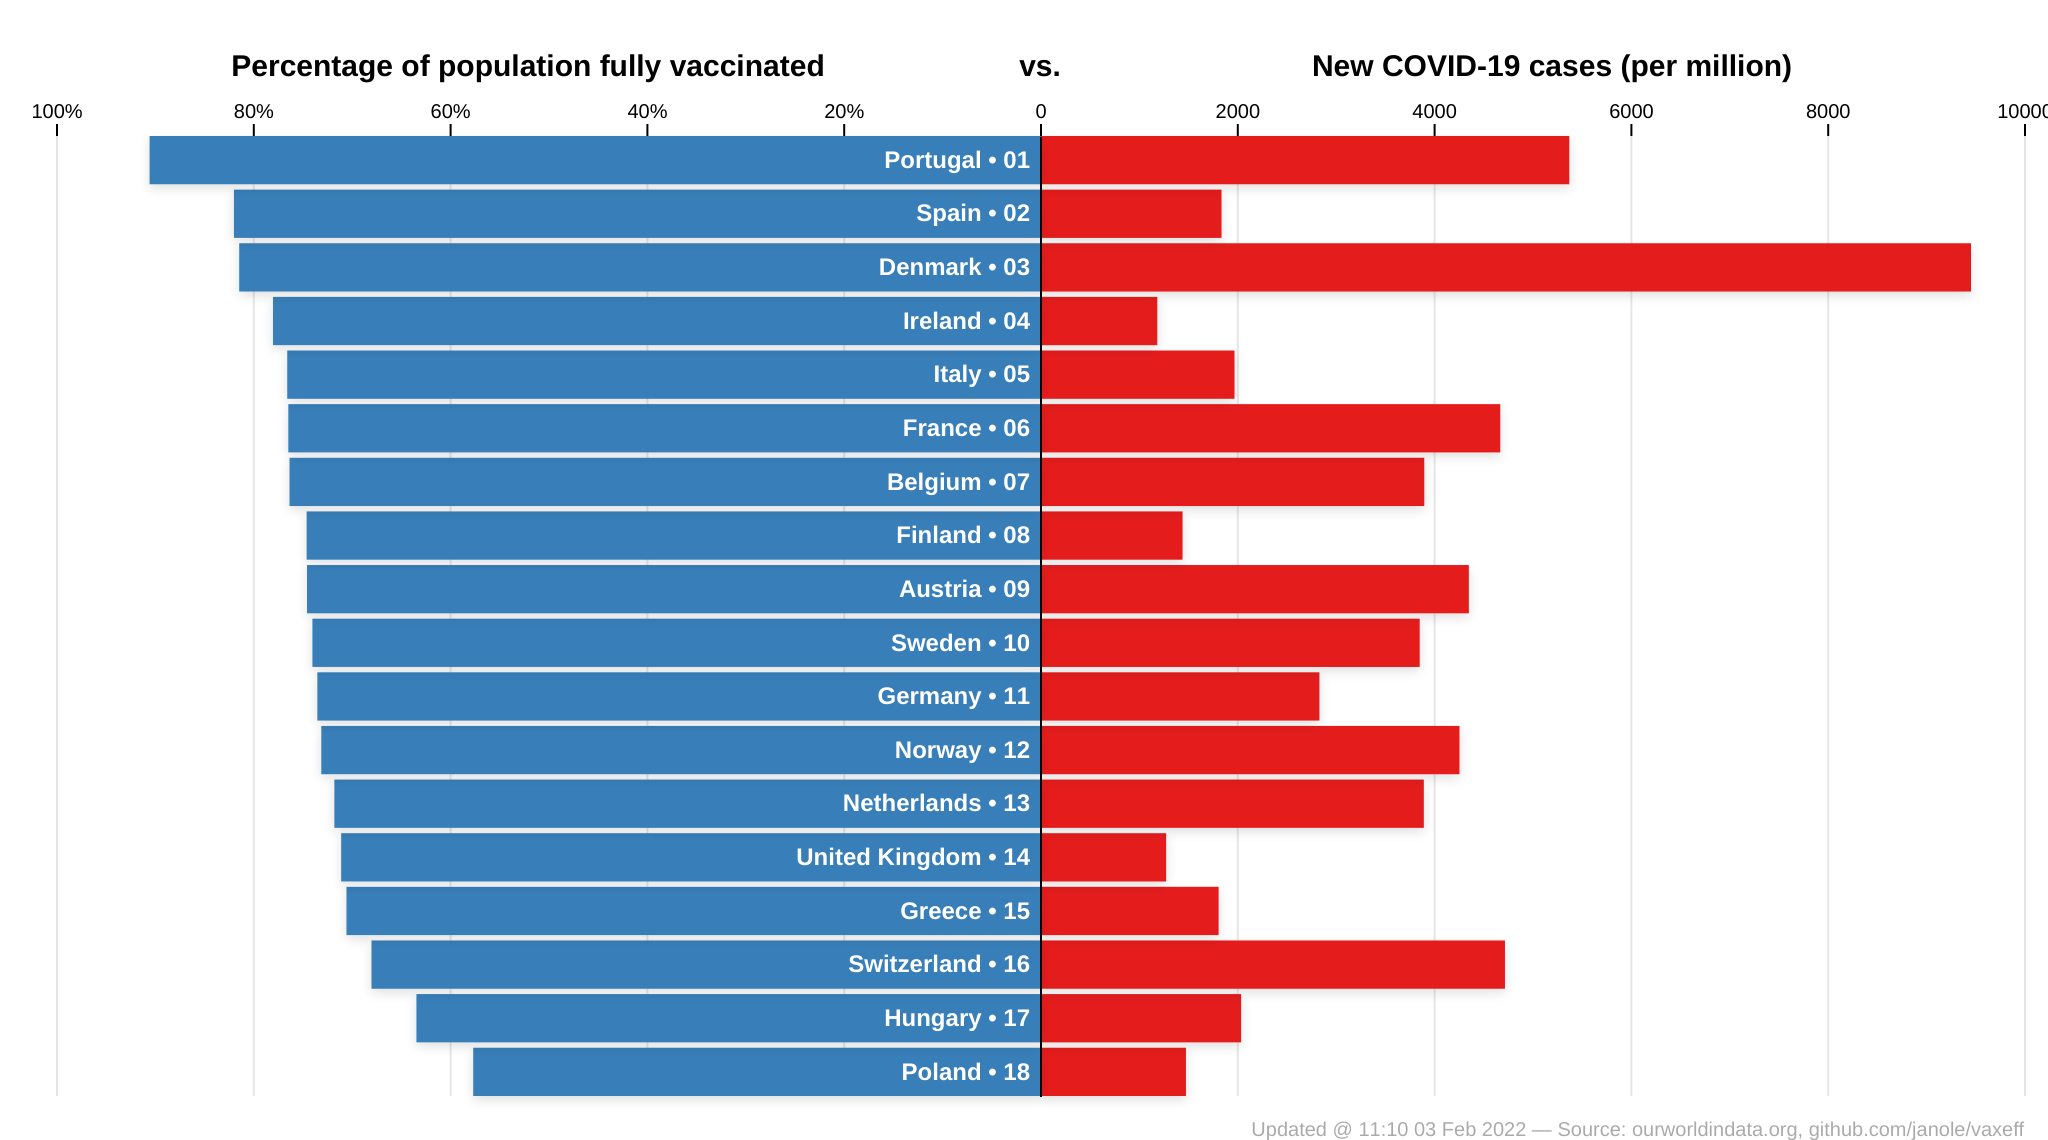 Percentage of population fully vaccinated vs. New COVID-19 cases (per million)
100% 80% 60% 40% 20% 0 2000 4000 6000 8000 10000
Portugal • 01
Spain • 02
Denmark • 03
Ireland • 04
Italy • 05
France • 06
Belgium • 07
Finland • 08
Austria • 09
Sweden • 10
Germany • 11
Norway • 12
Netherlands • 13
United Kingdom • 14
Greece • 15
Switzerland • 16
Hungary • 17
Poland • 18
Updated @ 11:10 03 Feb 2022 — Source: ourworldindata.org, github.com/janole/vaxeff